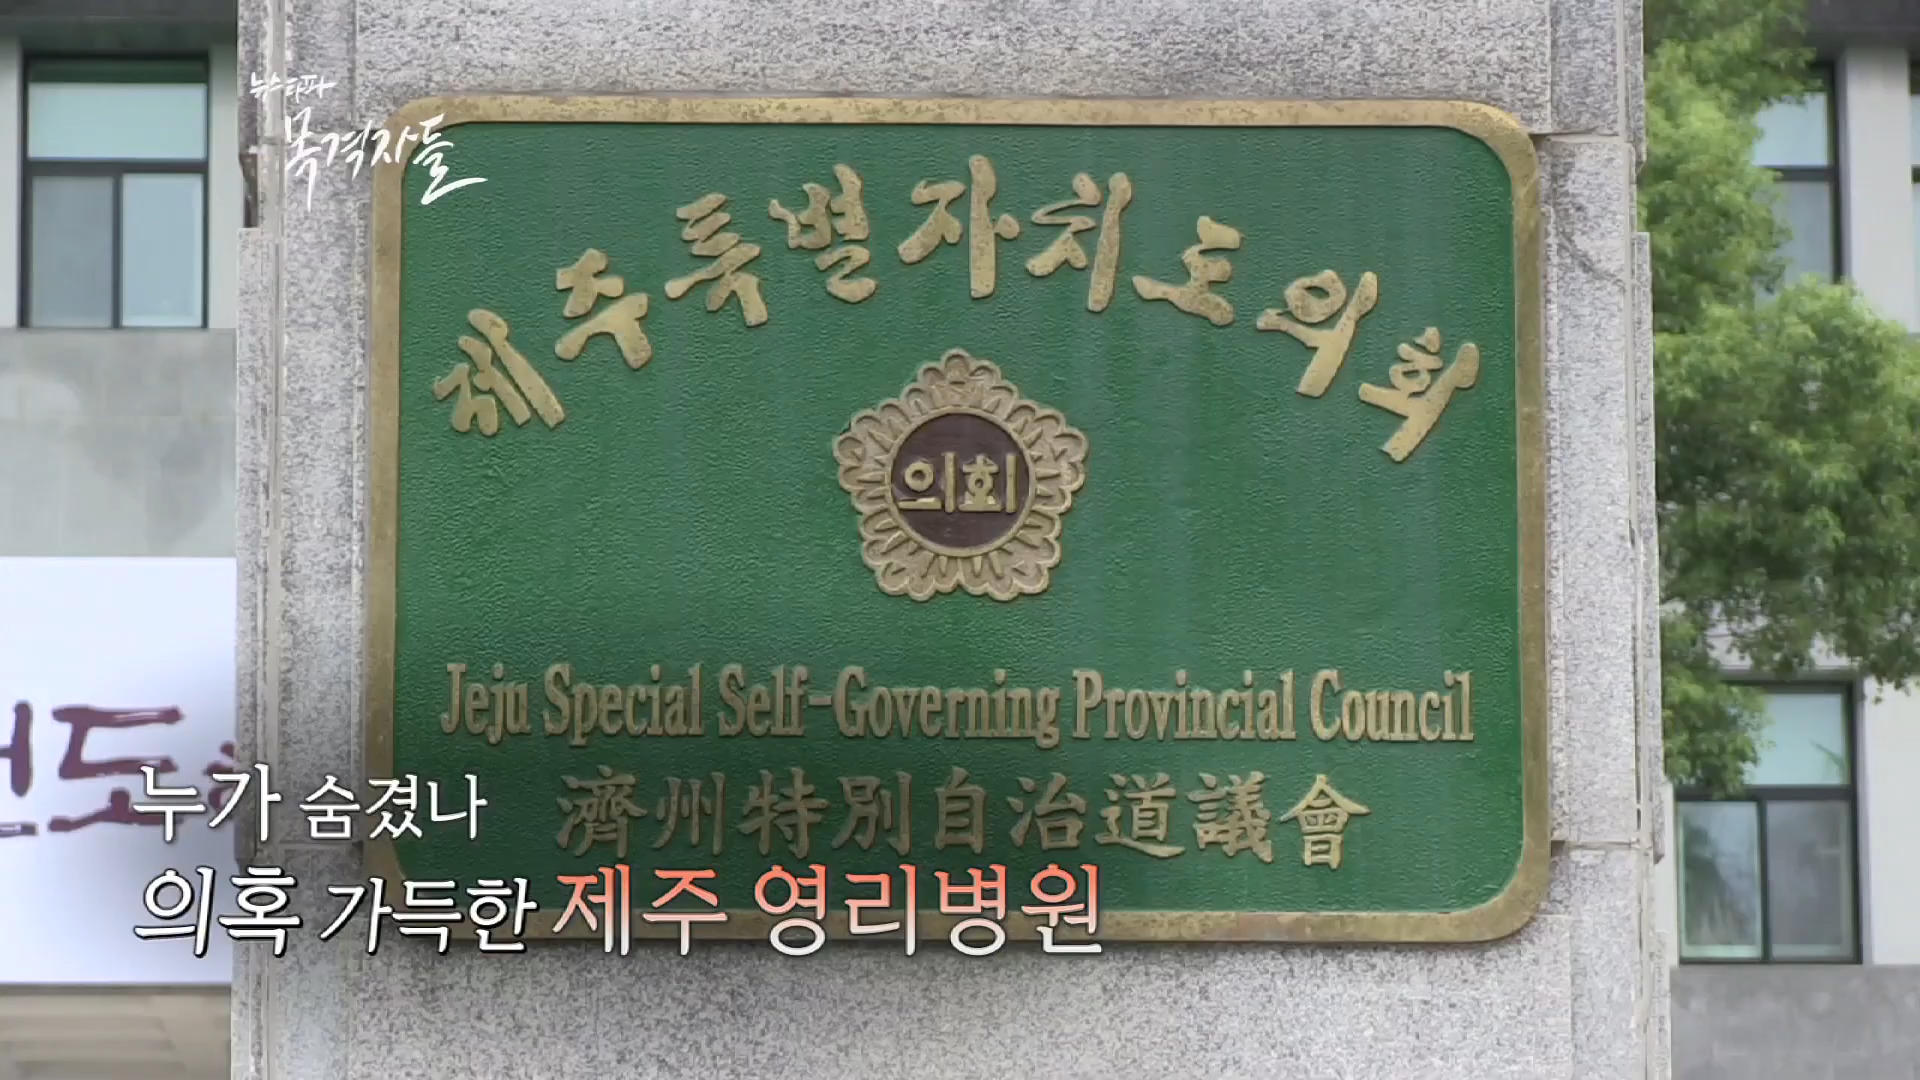 뉴스타파
목격자들
제주특별자치도의회
의회
Jeju Special Self-Governing Provincial Council
濟州特別自治道議會
누가 숨겼나
의혹 가득한 제주 영리병원